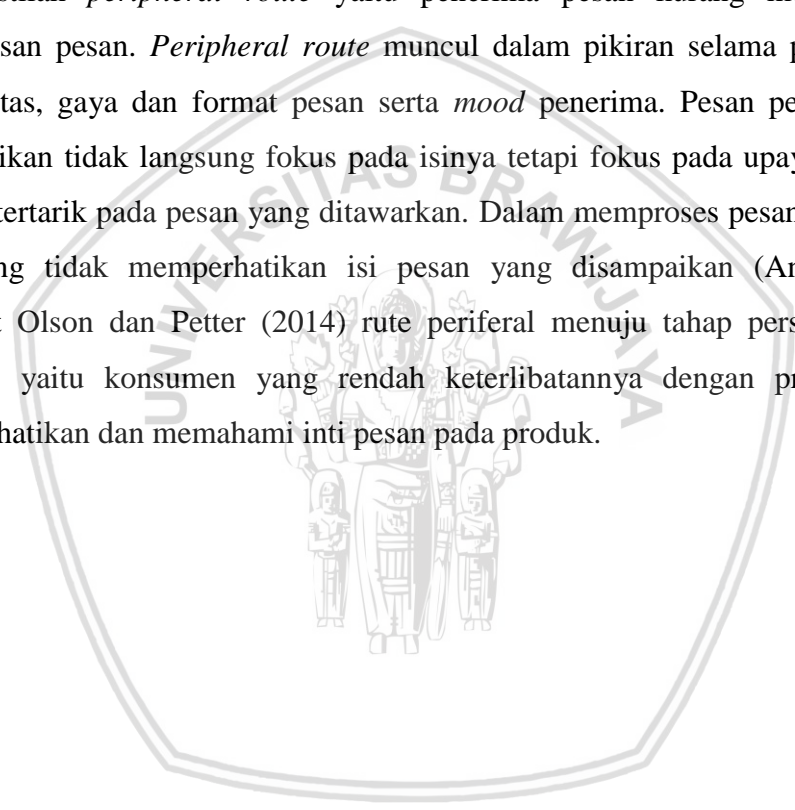 peripheral route yaitu penerima pesan kurang
san pesan. Peripheral route muncul dalam pikiran selama p
tas, gaya dan format pesan serta mood penerima. Pesan pe
ikan tidak langsung fokus pada isinya tetapi fokus pada upay
tertarik pada pesan yang ditawarkan. Dalam memproses pesan
ng tidak memperhatikan isi pesan yang disampaikan (An
t Olson dan Petter (2014) rute periferal menuju tahap pers
yaitu konsumen yang rendah keterlibatannya dengan pr
hatikan dan memahami inti pesan pada produk.
UNIVERSITAS BRAWIJAYA